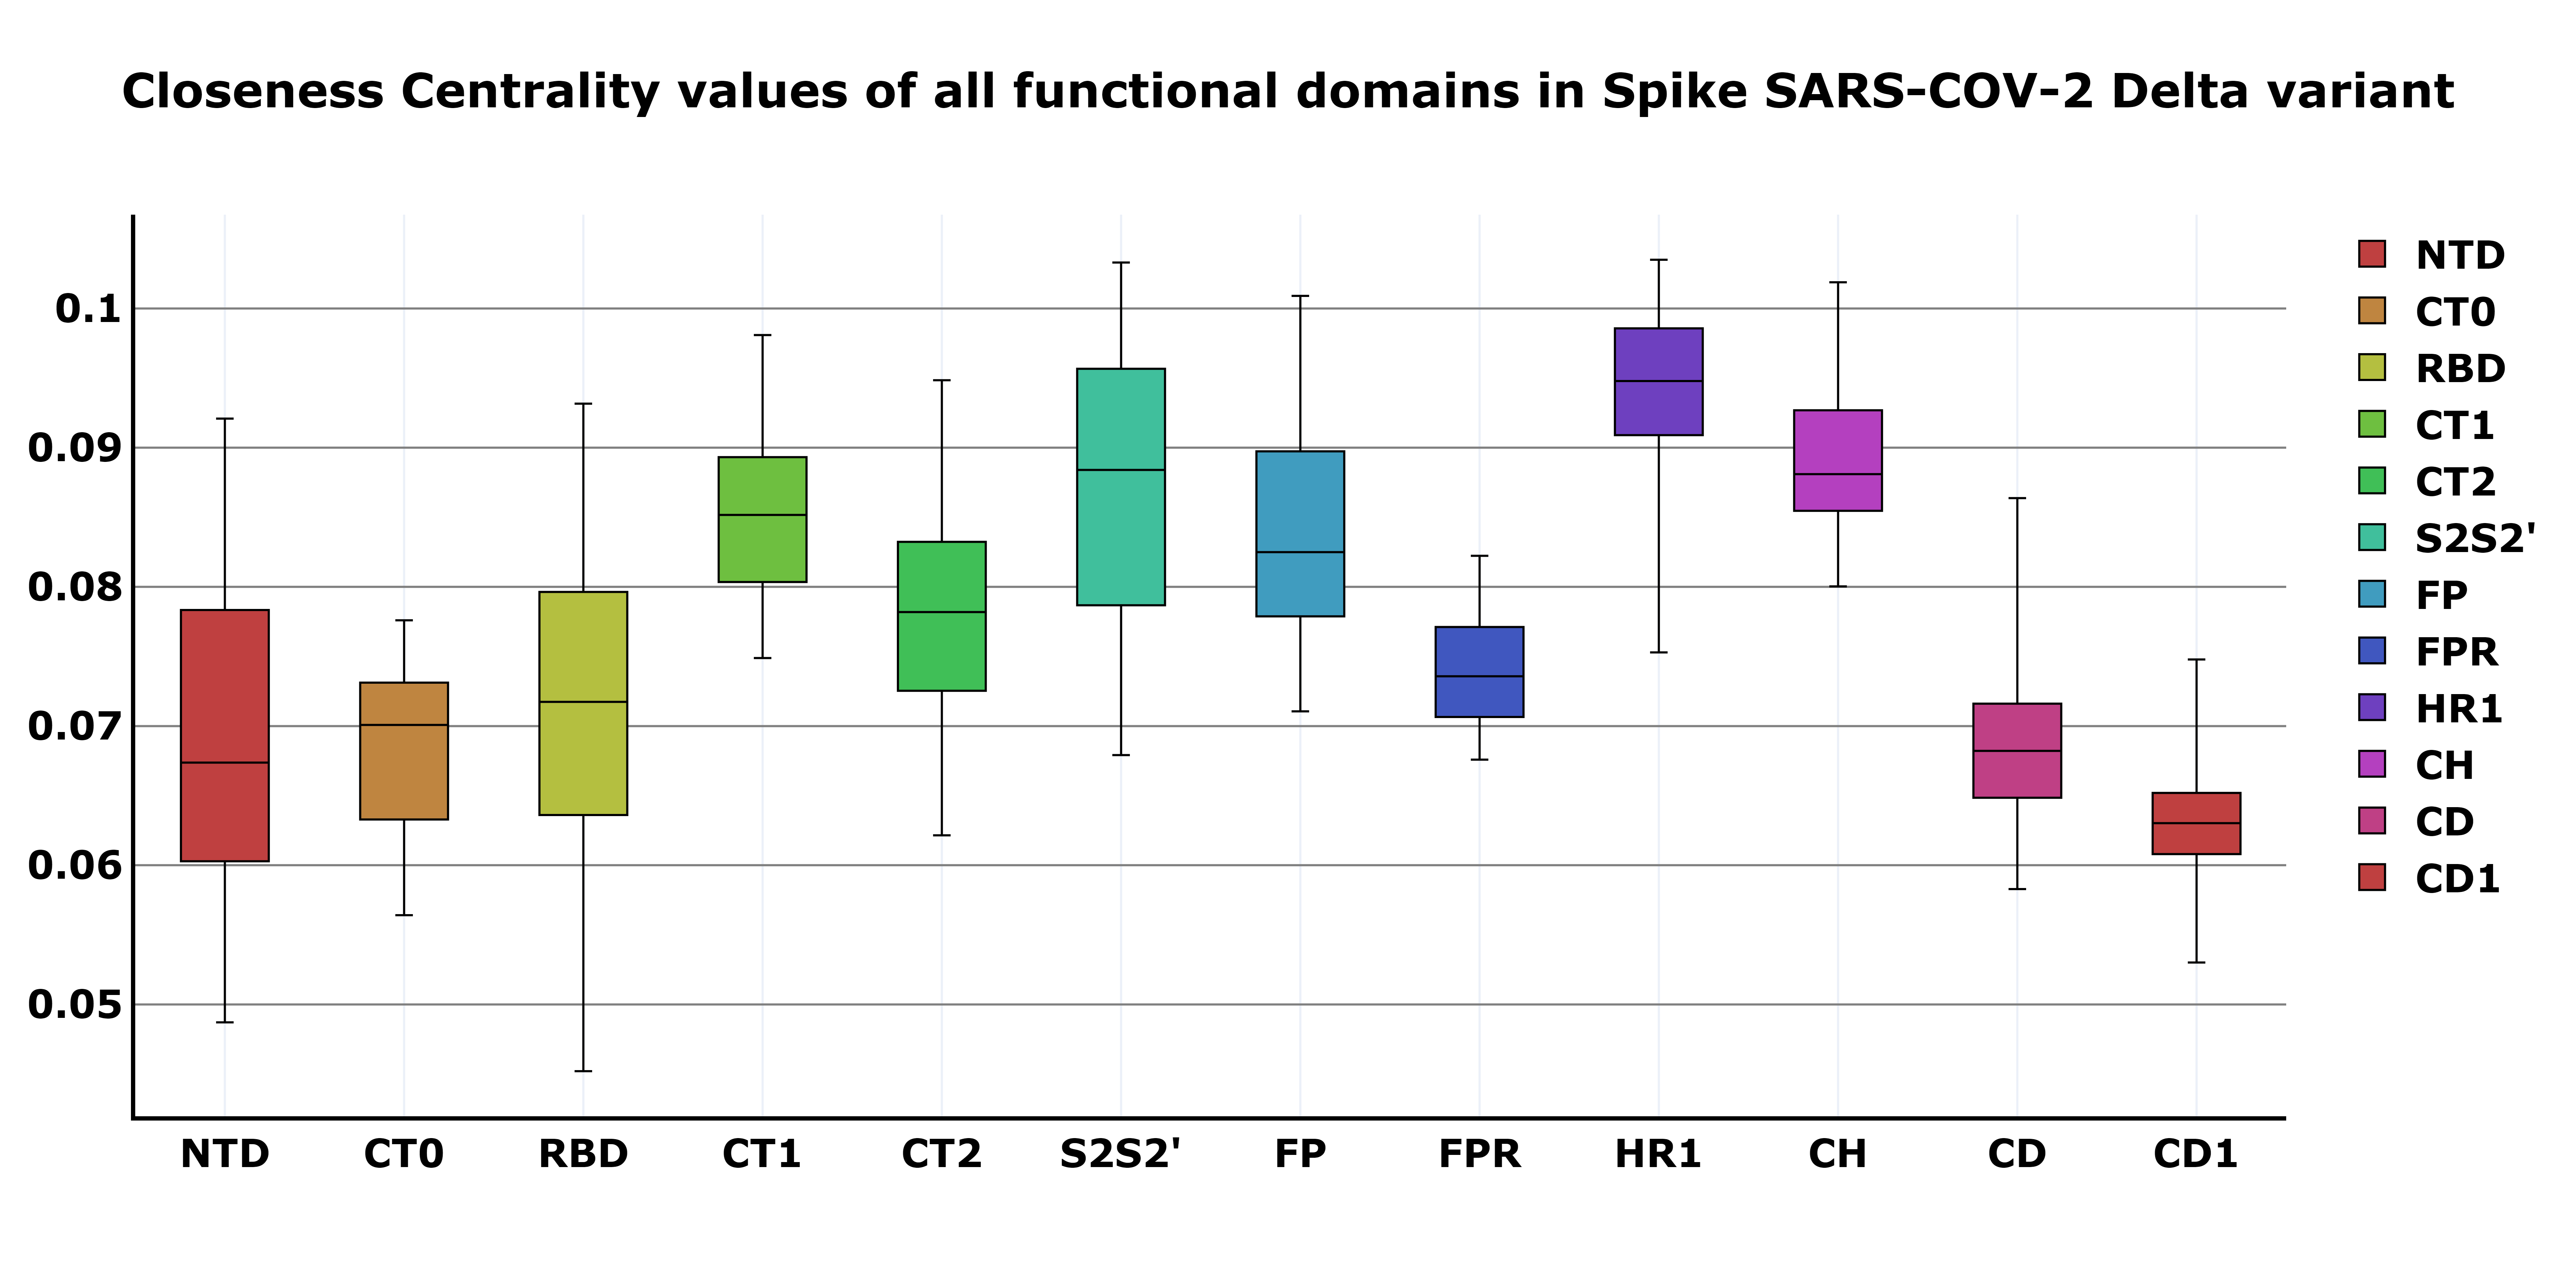 Closeness Centrality values of all functional domains in Spike SARS-COV-2 Delta variant
0.1
0.09
0.08
0.07
0.06
0.05
NTD CT0 RBD CT1 CT2 S2S2' FP FPR HR1 CH CD CD1
NTD
CT0
RBD
CT1
CT2
S2S2'
FP
FPR
HR1
CH
CD
CD1